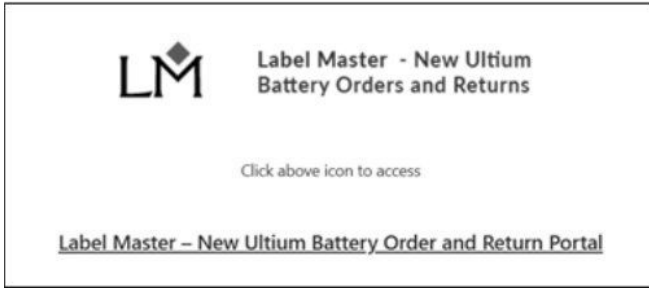 LM
Label Master - New Ultium
Battery Orders and Returns
Click above icon to access
Label Master – New Ultium Battery Order and Return Portal